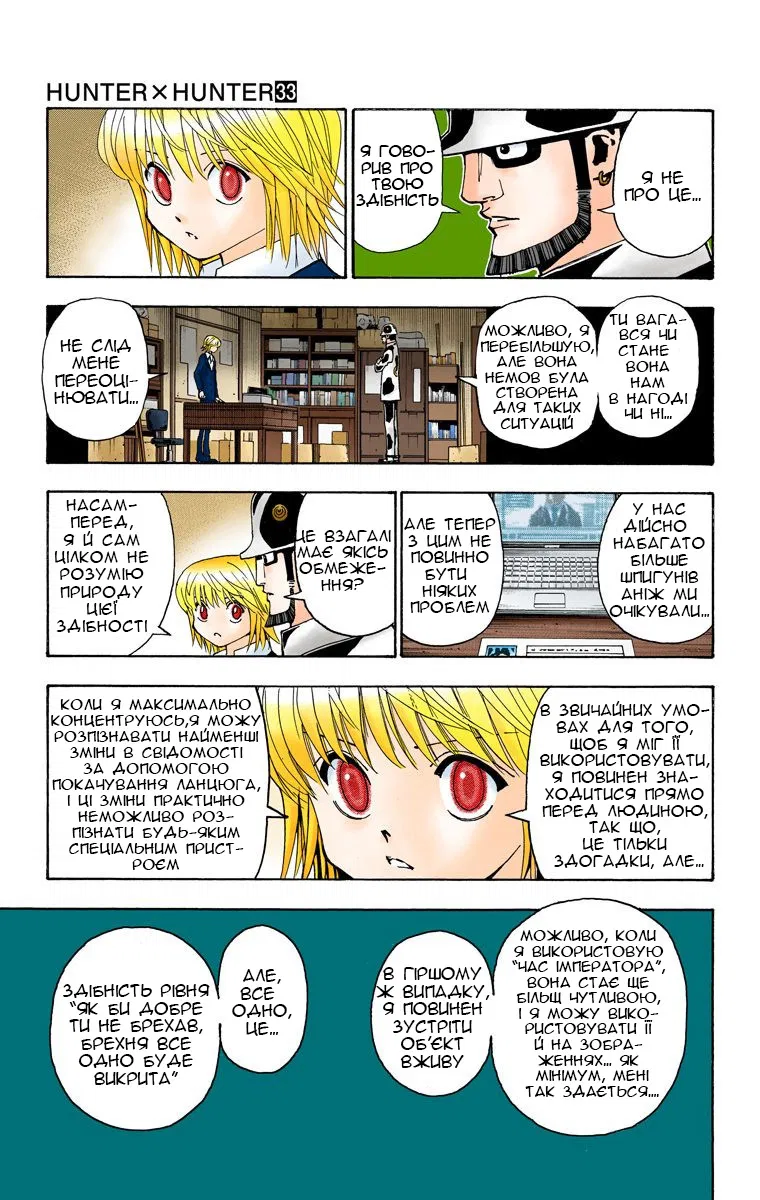 HUNTER×HUNTER33
Я НЕ
ПРО ЦЕ...
Я ГОВО-
РИВ ПРО
ТВОЮ
ЗДІБНІСТЬ
ТИ ВАГА-
ВСЯ ЧИ
СТАНЕ
ВОНА
НАМ
В НАГОДІ
ЧИ НІ...
МОЖЛИВО, Я
ПЕРЕБІЛЬШУЮ,
АЛЕ ВОНА
НЕМОВ БУЛА
СТВОРЕНА
ДЛЯ ТАКИХ
СИТУАЦІЙ
НЕ СЛІД
МЕНЕ
ПЕРЕОЦІ-
НЮВАТИ...
У НАС
ДІЙСНО
НАБАГАТО
БІЛЬШЕ
ШПИГУНІВ
АНІЖ МИ
ОЧІКУВАЛИ...
АЛЕ ТЕПЕР
З ЦИМ НЕ
ПОВИННО
БУТИ
НІЯКИХ
ПРОБЛЕМ
ЦЕ ВЗАГАЛІ
МАЄ ЯКІСЬ
ОБМЕЖЕ-
ННЯ?
НАСАМ-
ПЕРЕД,
Я Й САМ
ЦІЛКОМ НЕ
РОЗУМІЮ
ПРИРОДУ
ЦІЄЇ
ЗДІБНОСТІ
В ЗВИЧАЙНИХ УМО-
ВАХ ДЛЯ ТОГО,
ЩОБ Я МІГ ЇЇ
ВИКОРИСТОВУВАТИ,
Я ПОВИНЕН ЗНА-
ХОДИТИСЯ ПРЯМО
ПЕРЕД ЛЮДИНОЮ,
ТАК ЩО,
ЦЕ ТІЛЬКИ
ЗДОГАДКИ, АЛЕ...
КОЛИ Я МАКСИМАЛЬНО
КОНЦЕНТРУЮСЬ,Я МОЖУ
РОЗПІЗНАВАТИ НАЙМЕНШІ
ЗМІНИ В СВІДОМОСТІ
ЗА ДОПОМОГОЮ
ПОКАЧУВАННЯ ЛАНЦЮГА,
І ЦІ ЗМІНИ ПРАКТИЧНО
НЕМОЖЛИВО РОЗ-
ПІЗНАТИ БУДЬ-ЯКИМ
СПЕЦІАЛЬНИМ ПРИСТ-
РОЄМ
МОЖЛИВО, КОЛИ
Я ВИКОРИСТОВУЮ
"ЧАС ІМПЕРАТОРА",
ВОНА СТАЄ ЩЕ
БІЛЬЩ ЧУТЛИВОЮ,
І Я МОЖУ ВИКО-
РИСТОВУВАТИ ЇЇ
Й НА ЗОБРА-
ЖЕННЯХ... ЯК
МІНІМУМ, МЕНІ
ТАК ЗДАЄТЬСЯ....
В ГІРШОМУ
Ж ВИПАДКУ,
Я ПОВИНЕН
ЗУСТРІТИ
ОБ'ЄКТ
ВЖИВУ
АЛЕ,
ВСЕ
ОДНО,
ЦЕ...
ЗДІБНІСТЬ РІВНЯ
"ЯК БИ ДОБРЕ
ТИ НЕ БРЕХАВ,
БРЕХНЯ ВСЕ
ОДНО БУДЕ
ВИКРИТА"